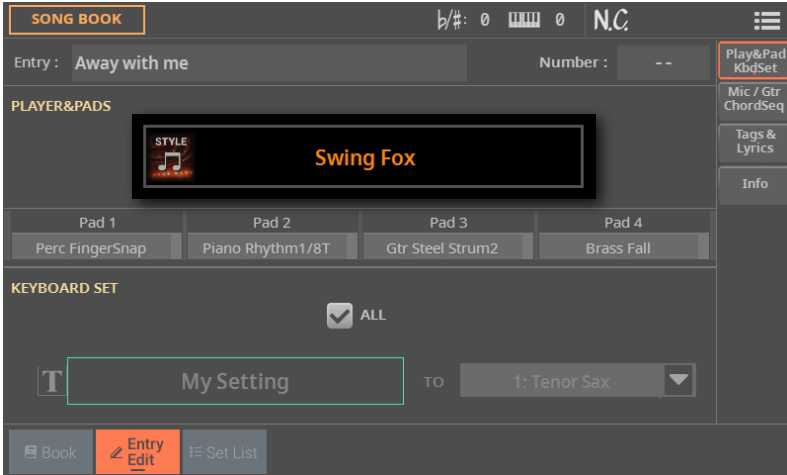 SONG BOOK
♭/♯: 0
0
N.C.
Entry :
Away with me
Number :
--
Play&Pad
KbdSet
Mic / Gtr
ChordSeq
Tags &
Lyrics
Info
PLAYER&PADS
STYLE
Swing Fox
Pad 1
Pad 2
Pad 3
Pad 4
Perc FingerSnap
Piano Rhythm1/8T
Gtr Steel Strum2
Brass Fall
KEYBOARD SET
ALL
T
My Setting
TO
1: Tenor Sax
Book
Entry
Edit
Set List